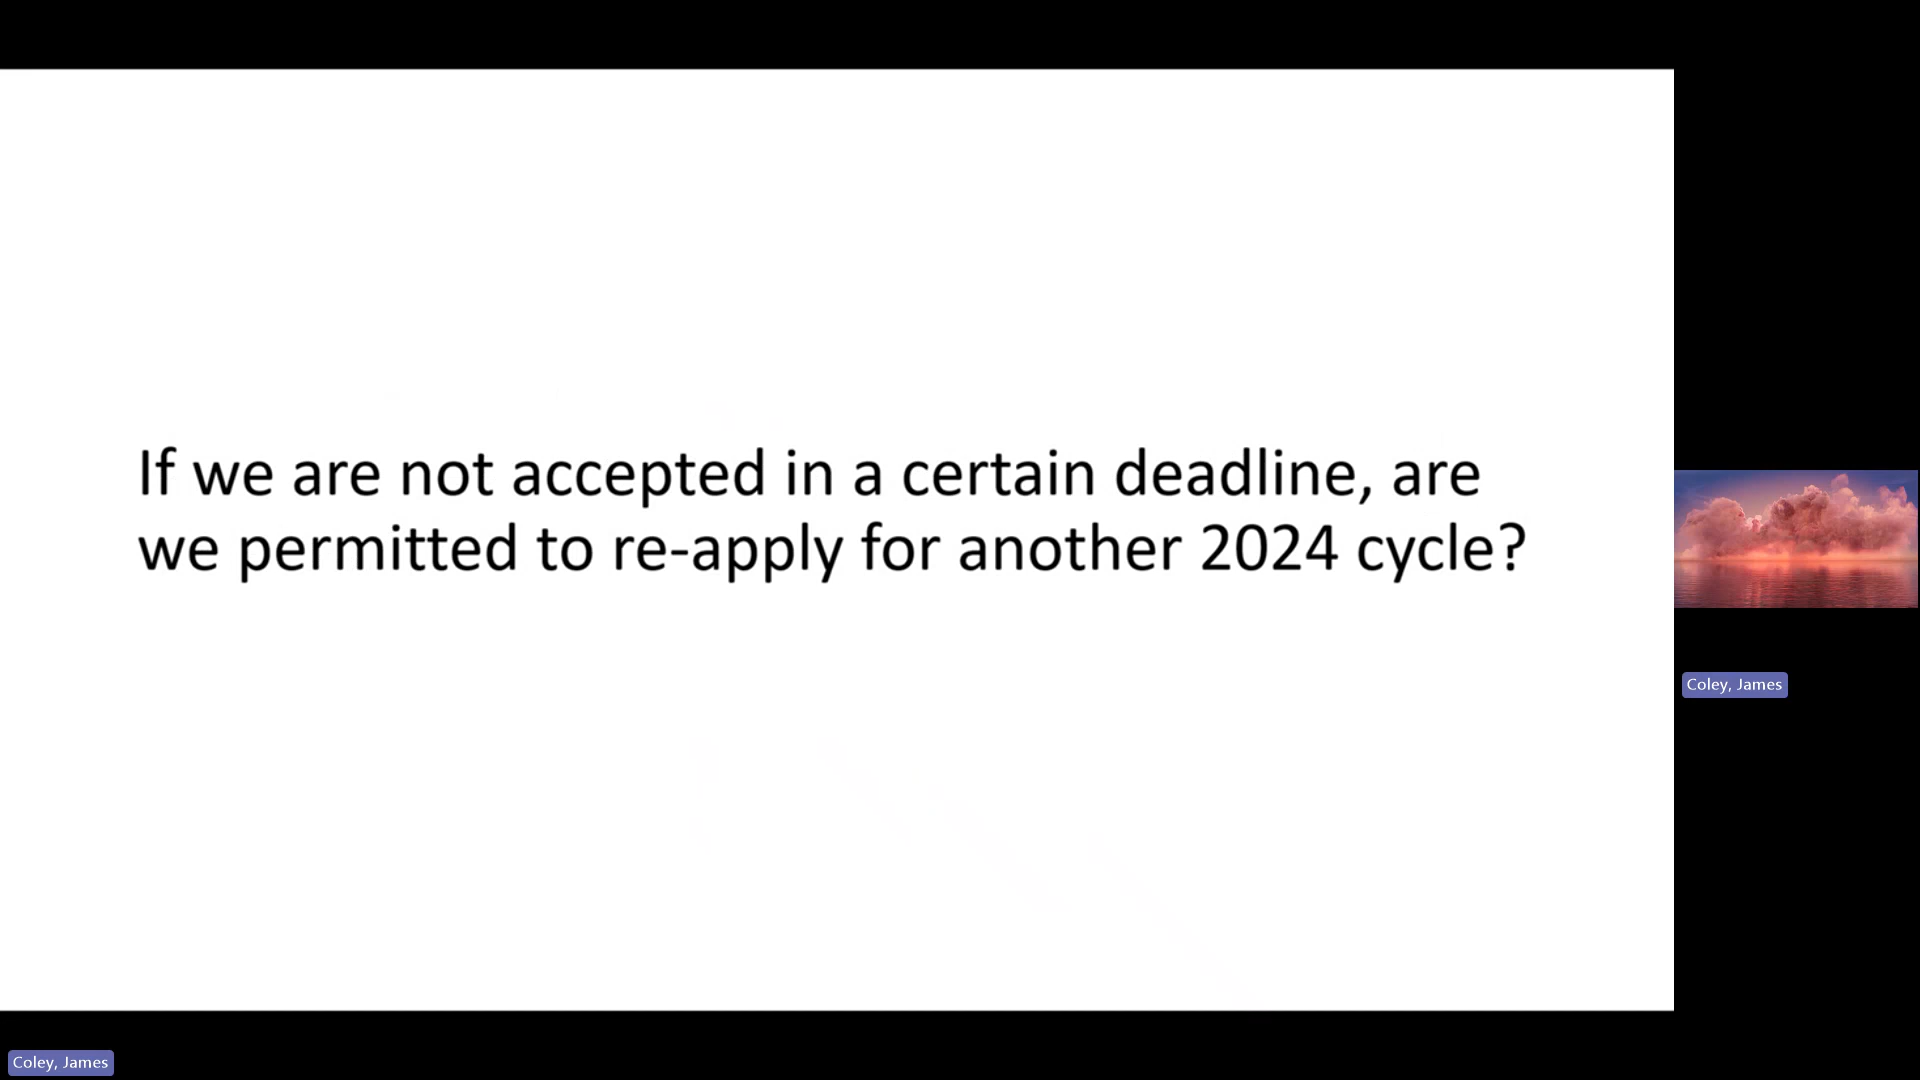 If we are not accepted in a certain deadline, are
we permitted to re-apply for another 2024 cycle?
Coley, James
Coley, James